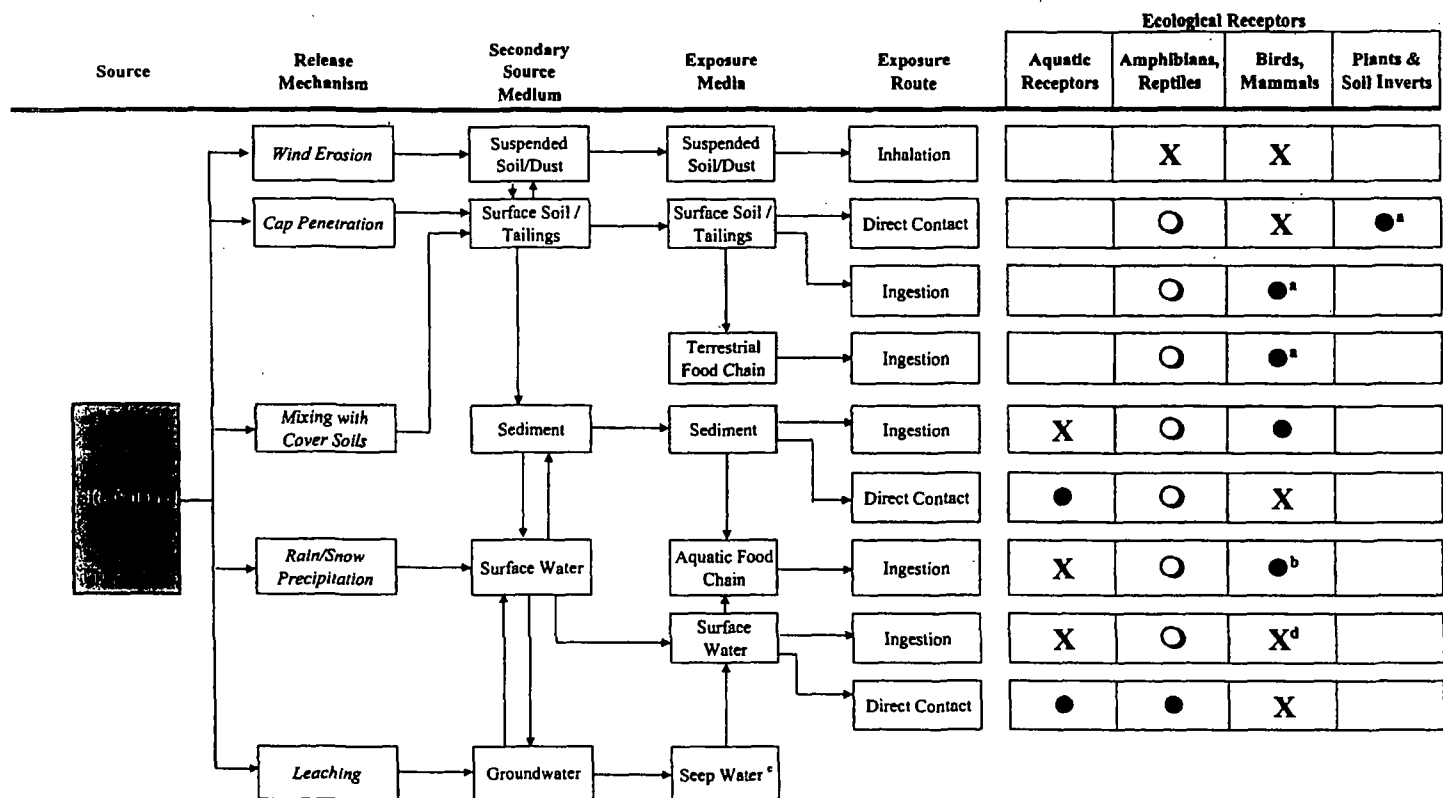 Ecological Receptors
Source
Release
Mechanism
Secondary
Source
Medium
Exposure
Media
Exposure
Route
Aquatic
Receptors
Amphibians,
Reptiles
Birds,
Mammals
Plants &
Soil Inverts
Wind Erosion
Suspended
Soil/Dust
Suspended
Soil/Dust
Inhalation
X
X
Cap Penetration
Surface Soil /
Tailings
Surface Soil /
Tailings
Direct Contact
X
a
Ingestion
a
Terrestrial
Food Chain
Ingestion
a
Mixing with
Cover Soils
Sediment
Sediment
Ingestion
X
Direct Contact
X
Rain/Snow
Precipitation
Surface Water
Aquatic Food
Chain
Ingestion
X
b
Surface
Water
Ingestion
X
X d
Direct Contact
X
Leaching
Groundwater
Seep Water c